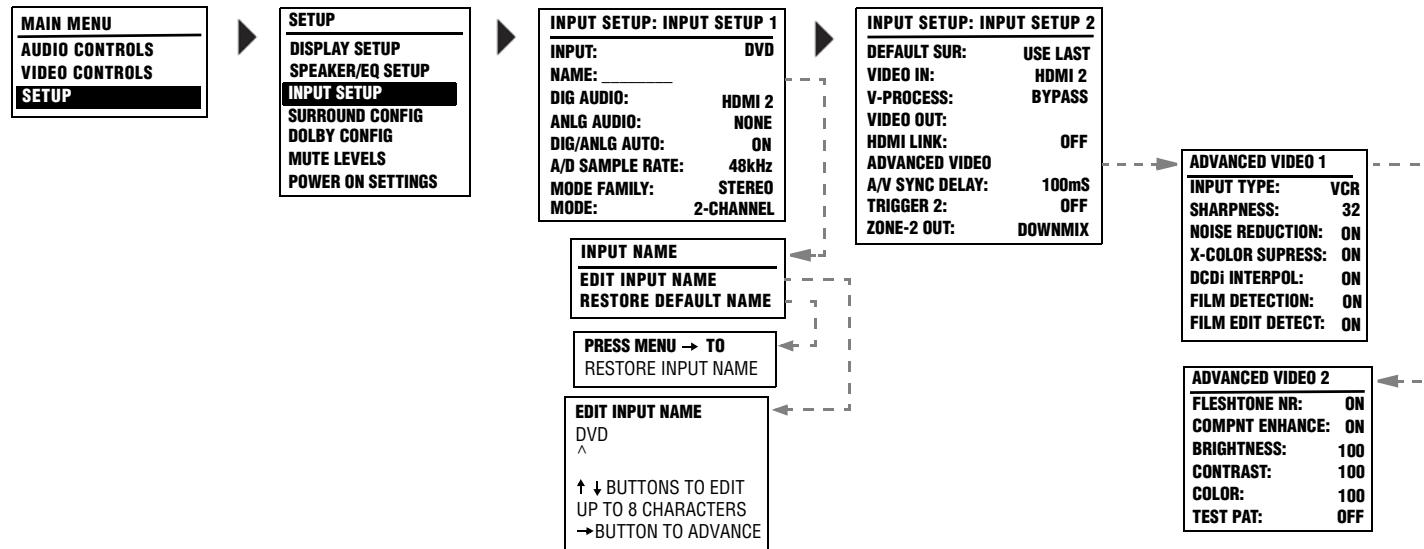 MAIN MENU
AUDIO CONTROLS
VIDEO CONTROLS
SETUP
SETUP
DISPLAY SETUP
SPEAKER/EQ SETUP
INPUT SETUP
SURROUND CONFIG
DOLBY CONFIG
MUTE LEVELS
POWER ON SETTINGS
INPUT SETUP: INPUT SETUP 1
INPUT: DVD
NAME: ________
DIG AUDIO: HDMI 2
ANLG AUDIO: NONE
DIG/ANLG AUTO: ON
A/D SAMPLE RATE: 48kHz
MODE FAMILY: STEREO
MODE: 2-CHANNEL
INPUT NAME
EDIT INPUT NAME
RESTORE DEFAULT NAME
PRESS MENU → TO
RESTORE INPUT NAME
EDIT INPUT NAME
DVD
^
↑ ↓ BUTTONS TO EDIT
UP TO 8 CHARACTERS
→BUTTON TO ADVANCE
INPUT SETUP: INPUT SETUP 2
DEFAULT SUR: USE LAST
VIDEO IN: HDMI 2
V-PROCESS: BYPASS
VIDEO OUT:
HDMI LINK: OFF
ADVANCED VIDEO
A/V SYNC DELAY: 100mS
TRIGGER 2: OFF
ZONE-2 OUT: DOWNMIX
ADVANCED VIDEO 1
INPUT TYPE: VCR
SHARPNESS: 32
NOISE REDUCTION: ON
X-COLOR SUPRESS: ON
DCDi INTERPOL: ON
FILM DETECTION: ON
FILM EDIT DETECT: ON
ADVANCED VIDEO 2
FLESHTONE NR: ON
COMPNT ENHANCE: ON
BRIGHTNESS: 100
CONTRAST: 100
COLOR: 100
TEST PAT: OFF